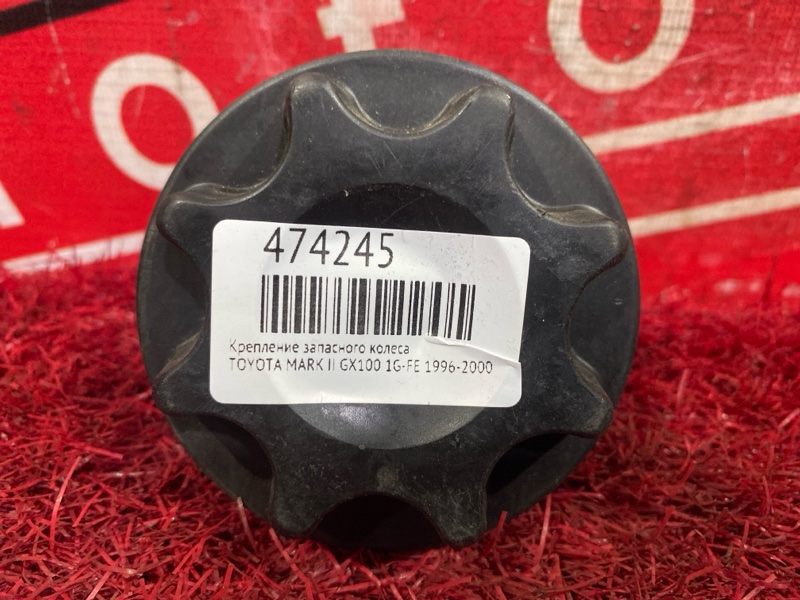 474245
Крепление запасного колеса
TOYOTA MARK II GX100 1G-FE 1996-2000